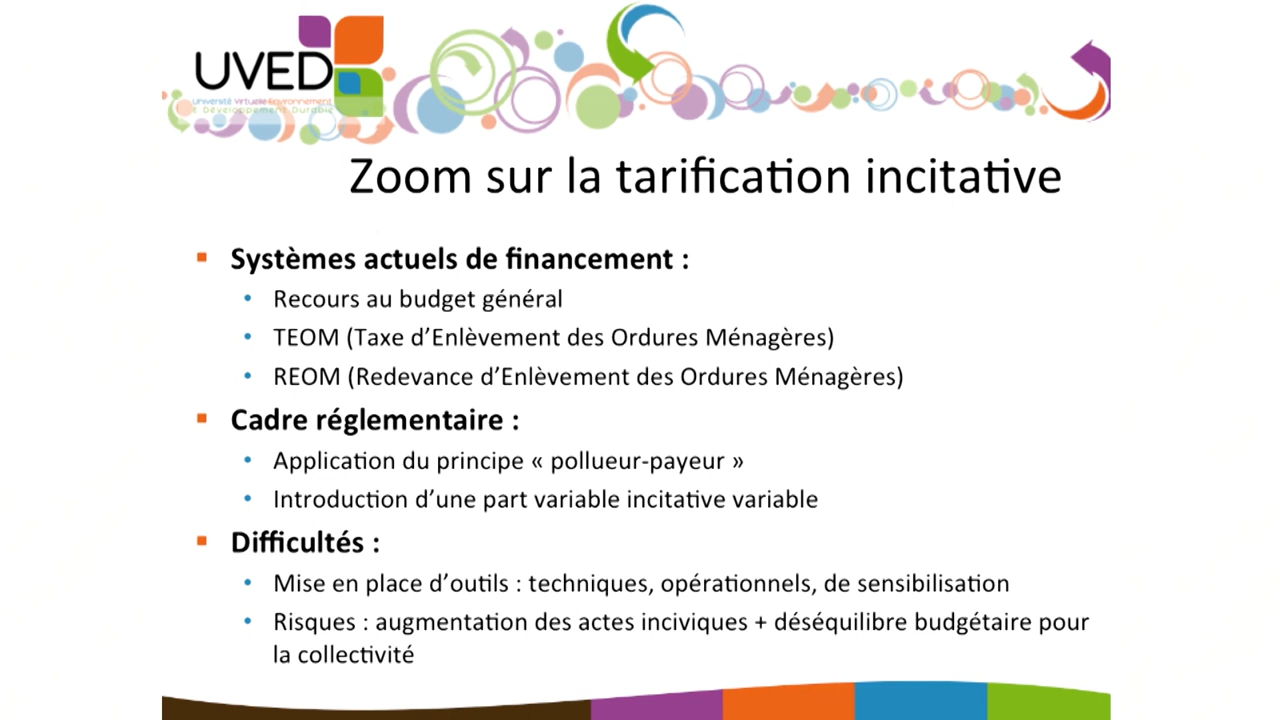 UVED
Université Virtuelle Environnement
et Développement Durable
Zoom sur la tarification incitative
Systèmes actuels de financement :
Recours au budget général
TEOM (Taxe d’Enlèvement des Ordures Ménagères)
REOM (Redevance d’Enlèvement des Ordures Ménagères)
Cadre réglementaire :
Application du principe « pollueur-payeur »
Introduction d’une part variable incitative variable
Difficultés :
Mise en place d’outils : techniques, opérationnels, de sensibilisation
Risques : augmentation des actes inciviques + déséquilibre budgétaire pour
la collectivité